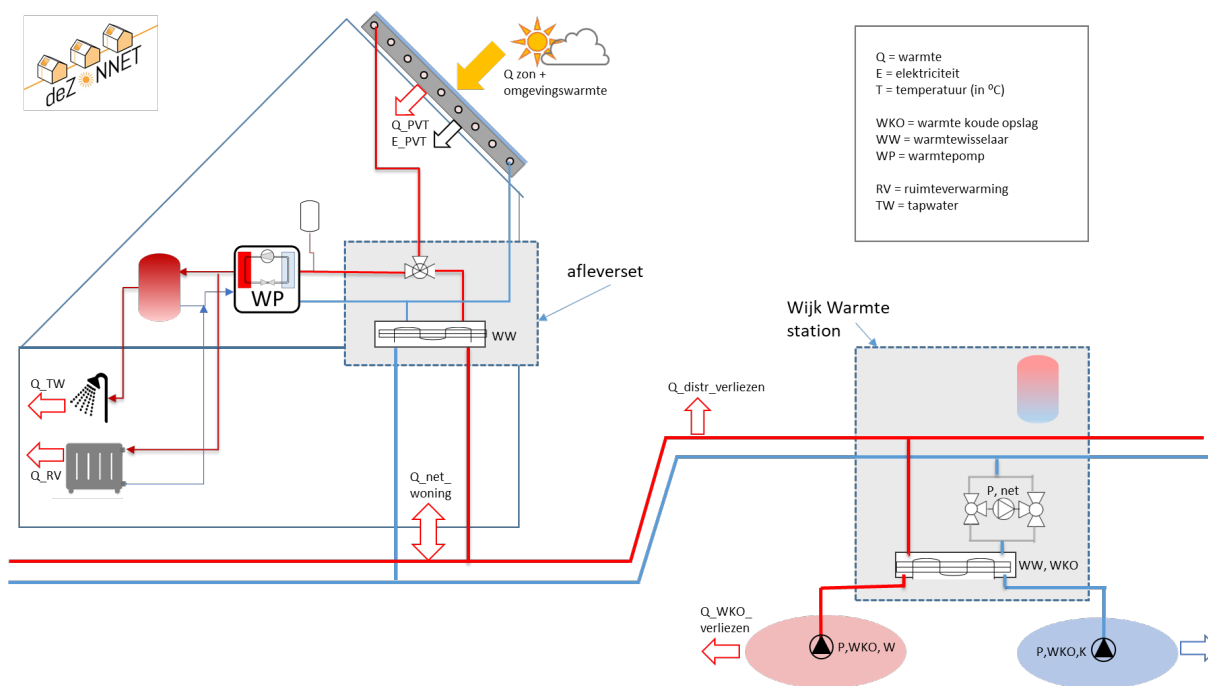 deZONNET
Q zon +
omgevingswarmte
Q_PVT
E_PVT
Q = warmte
E = elektriciteit
T = temperatuur (in ⁰C)
WKO = warmte koude opslag
WW = warmtewisselaar
WP = warmtepomp
RV = ruimteverwarming
TW = tapwater
WP
afleverset
WW
Wijk Warmte
station
Q_TW
Q_RV
Q_net_
woning
Q_distr_verliezen
P, net
WW, WKO
Q_WKO_
verliezen
P,WKO, W
P,WKO,K